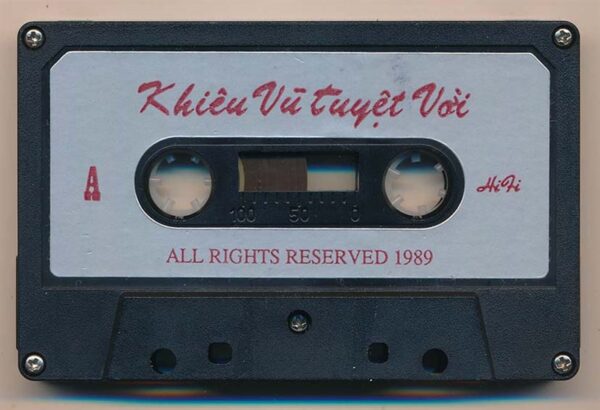 Khiêu Vũ tuyệt Vời
A
HiFi
100 50 0
ALL RIGHTS RESERVED 1989